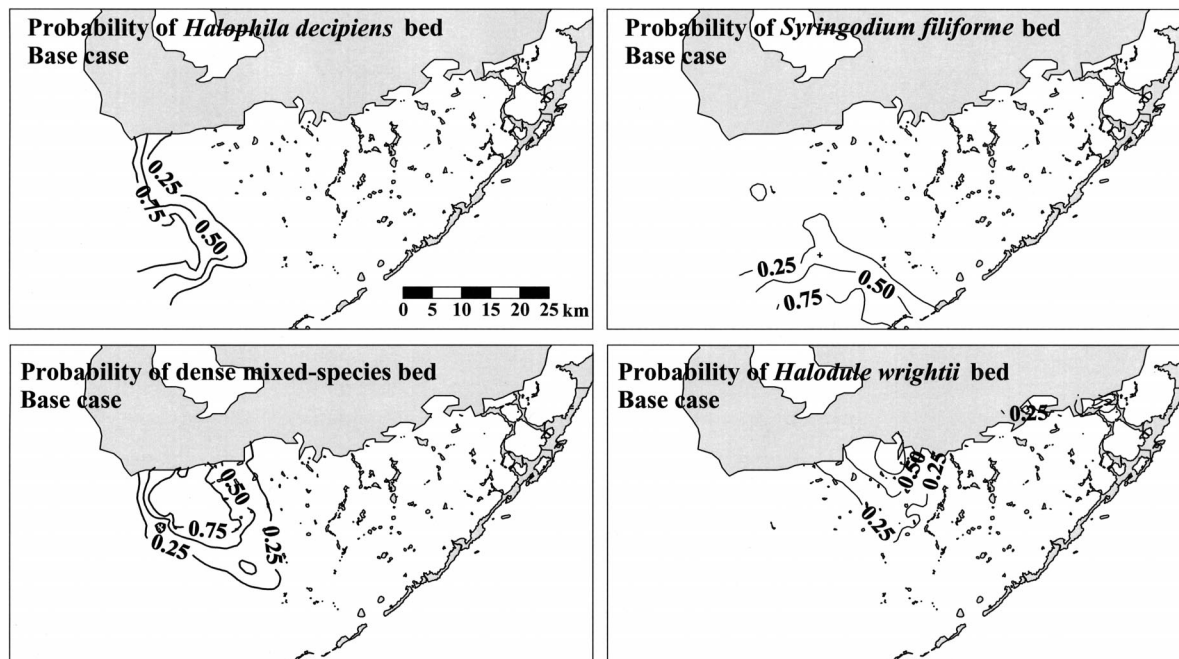 Probability of Halophila decipiens bed
Base case
0.25
0.75
0.50
0 5 10 15 20 25 km
Probability of Syringodium filiforme bed
Base case
0.25
0.50
0.75
Probability of dense mixed-species bed
Base case
0.50
0.75
0.25
0.25
Probability of Halodule wrightii bed
Base case
0.25
0.50
0.25
0.25